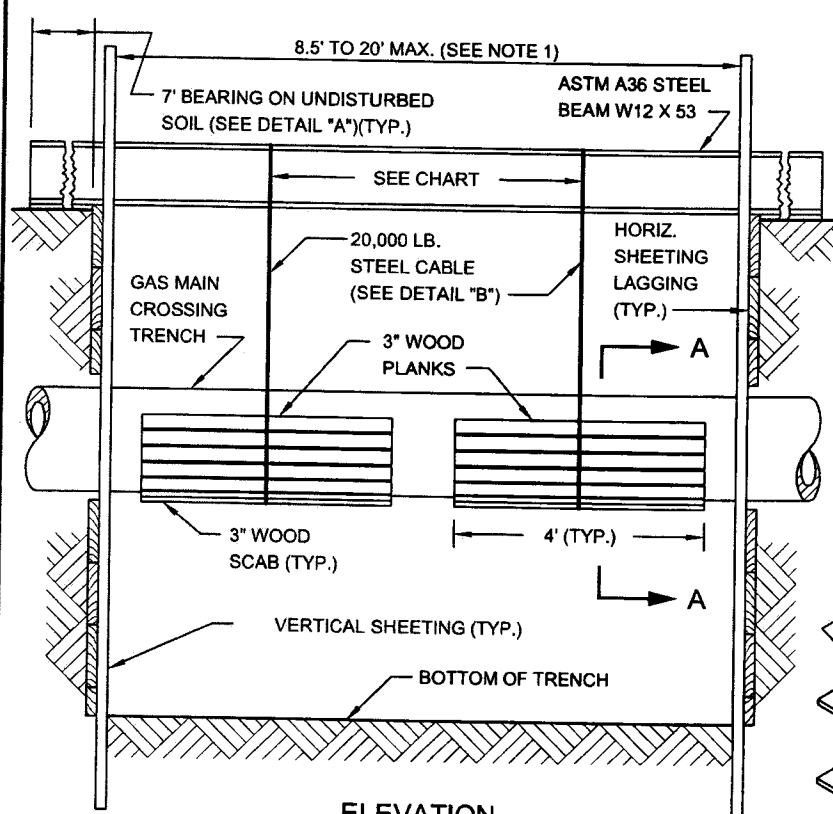 8.5' TO 20' MAX. (SEE NOTE 1)
7' BEARING ON UNDISTURBED
SOIL (SEE DETAIL "A")(TYP.)
ASTM A36 STEEL
BEAM W12 X 53
SEE CHART
20,000 LB.
STEEL CABLE
(SEE DETAIL "B")
HORIZ.
SHEETING
LAGGING
(TYP.)
GAS MAIN
CROSSING
TRENCH
3" WOOD
PLANKS
A
3" WOOD
SCAB (TYP.)
4' (TYP.)
A
VERTICAL SHEETING (TYP.)
BOTTOM OF TRENCH
ELEVATION